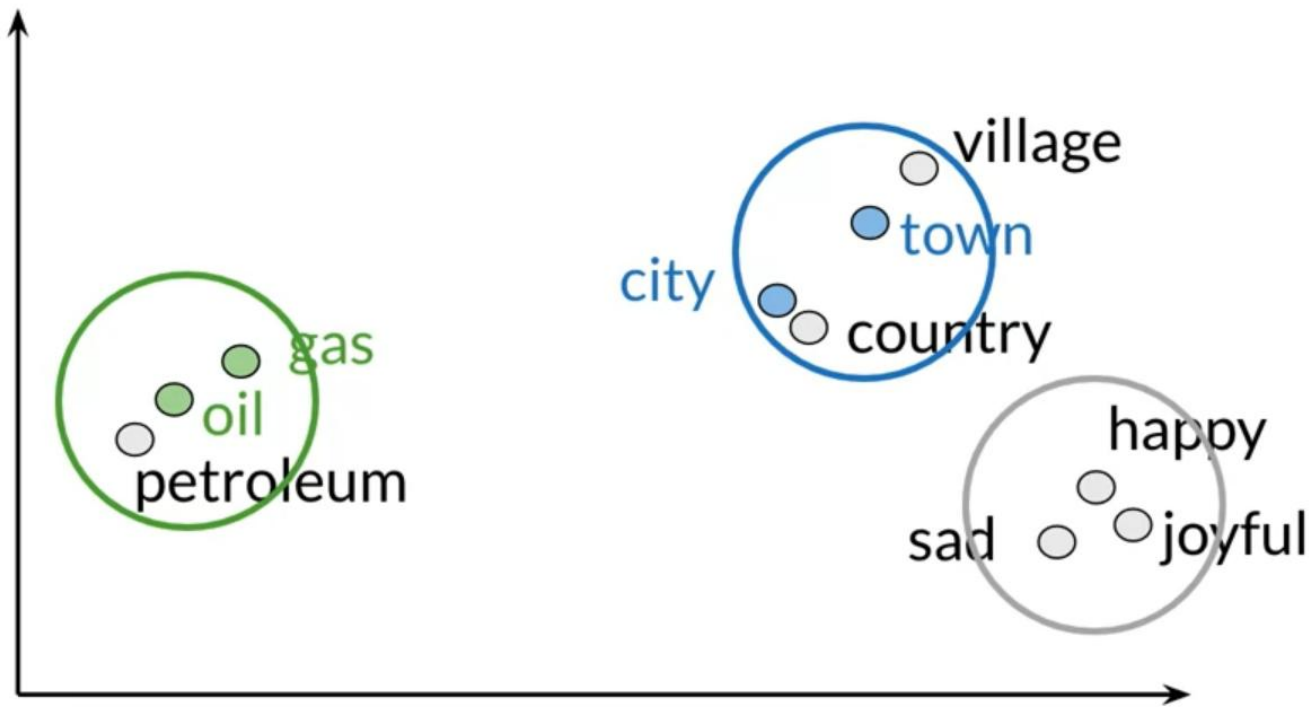 village
town
city
country
gas
oil
petroleum
happy
sad
joyful